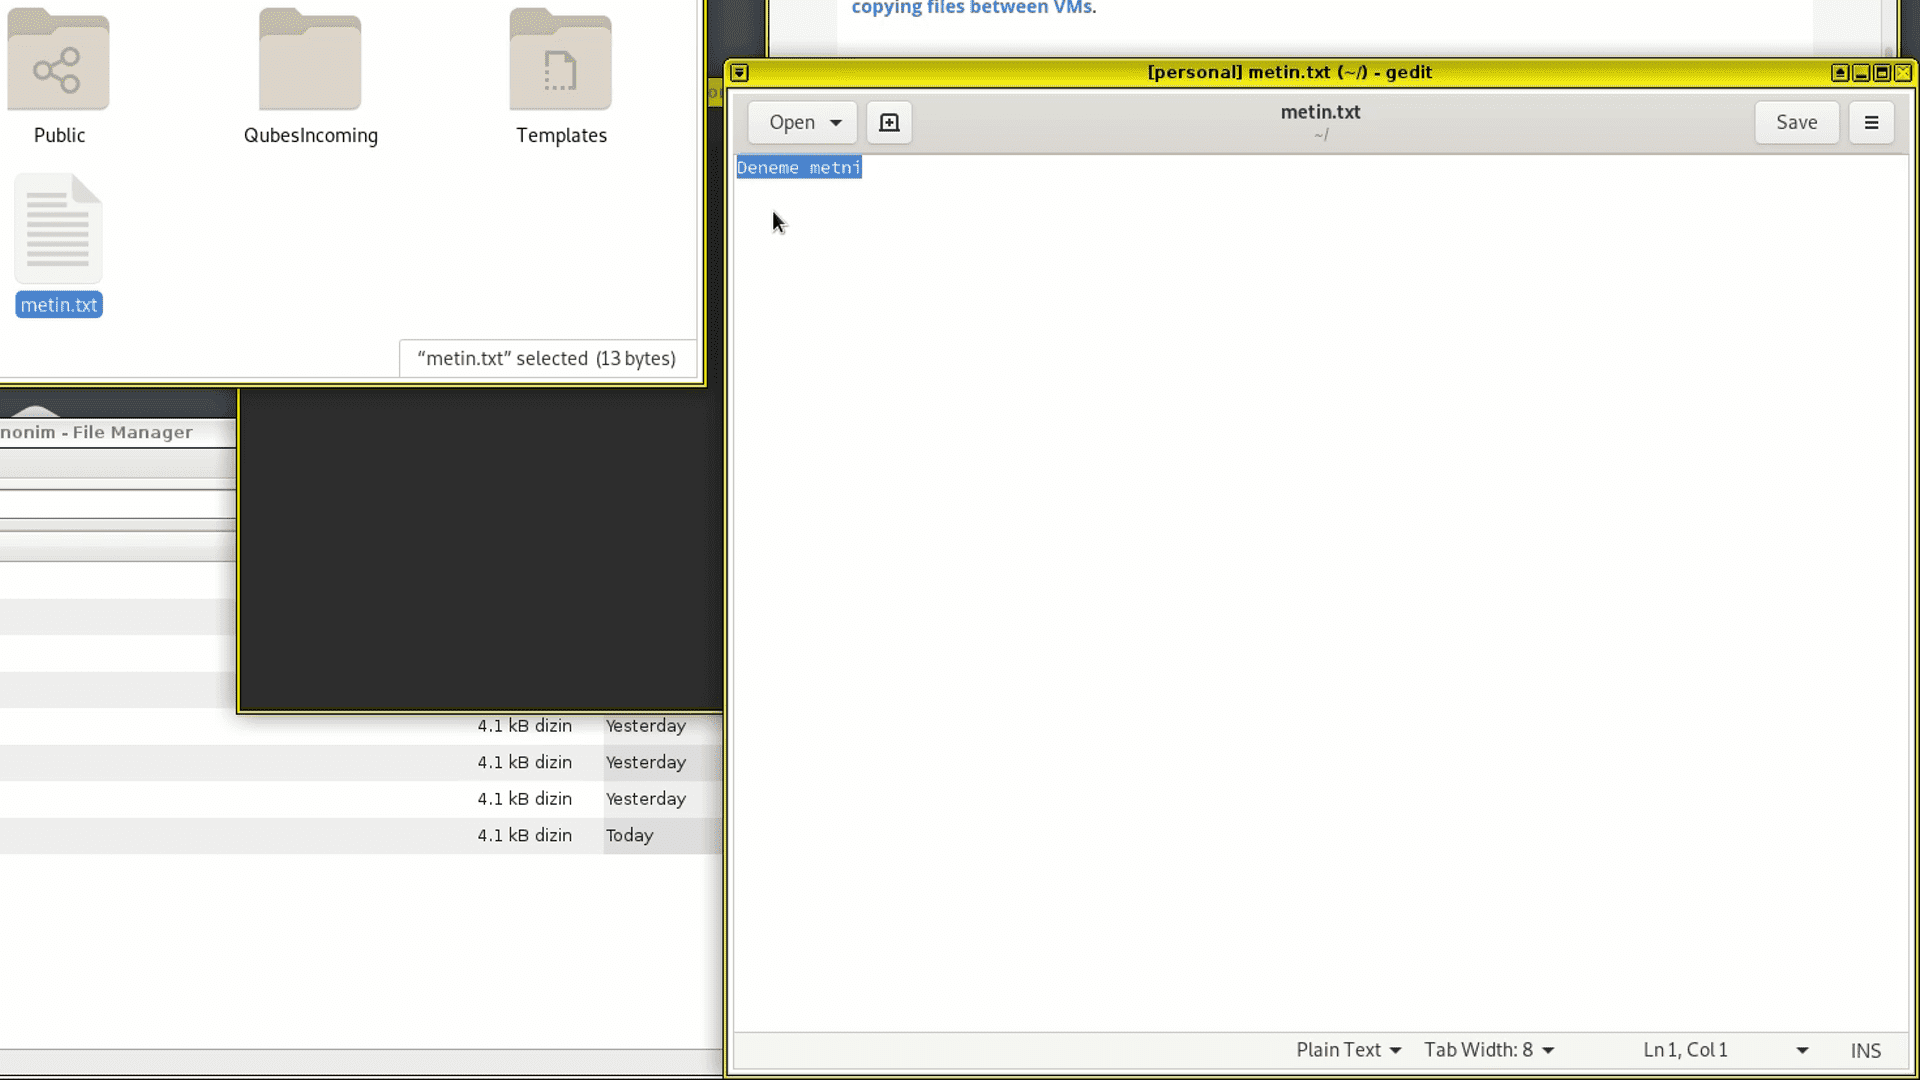 copying files between VMs.
[personal] metin.txt (~/) - gedit
Open
metin.txt
~/
Save
Deneme metni
Public
QubesIncoming
Templates
metin.txt
“metin.txt” selected (13 bytes)
nonim - File Manager
4.1 kB dizin Yesterday
4.1 kB dizin Yesterday
4.1 kB dizin Yesterday
4.1 kB dizin Today
Plain Text Tab Width: 8 Ln 1, Col 1 INS